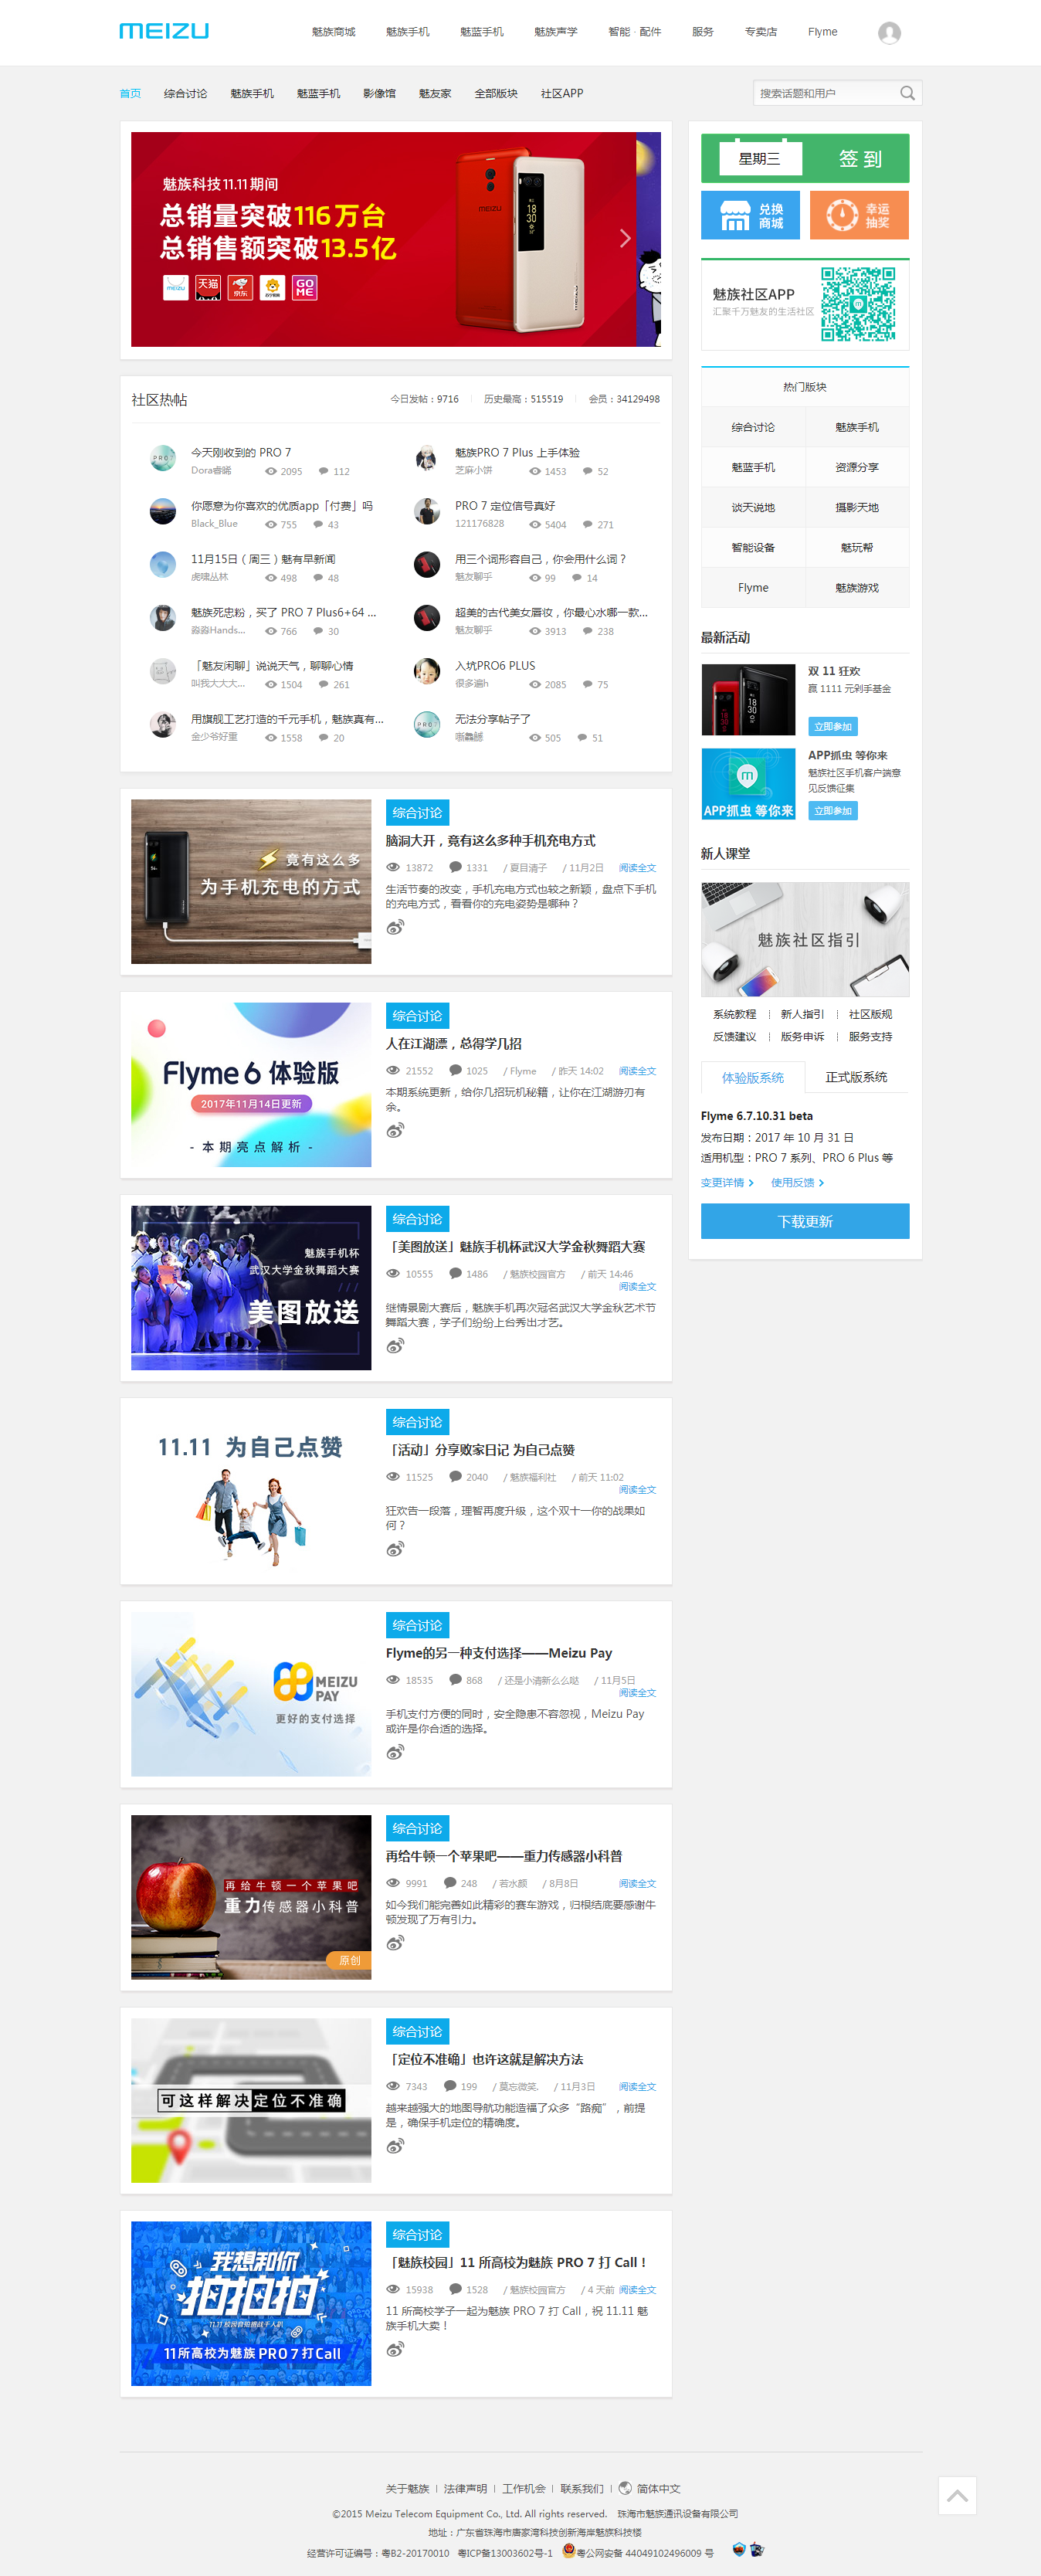 MEIZU
魅族商城 魅族手机 魅蓝手机 魅族声学 智能 · 配件 服务 专卖店 Flyme
首页 综合讨论 魅族手机 魅蓝手机 影像馆 魅友家 全部版块 社区APP
搜索话题和用户
魅族科技11.11期间
总销量突破116万台
总销售额突破13.5亿
天猫 京东 GOME
星期三 签到
兑换商城 幸运抽奖
魅族社区APP
汇聚千万魅友的生活社区
社区热帖
今日发帖：9716 历史最高：515519 会员：34129498
今天刚收到的 PRO 7
Dora睿晞 2095 112
魅族PRO 7 Plus 上手体验
芝麻小饼 1453 52
你愿意为你喜欢的优质app「付费」吗
Black_Blue 755 43
PRO 7 定位信号真好
121176828 5404 271
11月15日（周三）魅有早新闻
虎啸丛林 498 48
用三个词形容自己，你会用什么词？
魅友聊乎 99 14
魅族死忠粉，买了 PRO 7 Plus6+64 ...
淼淼Hands... 766 30
超美的古代美女唇妆，你最心水哪一款...
魅友聊乎 3913 238
「魅友闲聊」说说天气，聊聊心情
叫我大大大... 1504 261
入坑PRO6 PLUS
很多遍h 2085 75
用旗舰工艺打造的千元手机，魅族真有...
金少爷好重 1558 20
无法分享帖子了
505 51
热门版块
综合讨论 魅族手机
魅蓝手机 资源分享
谈天说地 摄影天地
智能设备 魅玩帮
Flyme 魅族游戏
最新活动
双 11 狂欢
赢 1111 元剁手基金
立即参加
APP抓虫 等你来
APP抓虫 等你来
魅族社区手机客户端意
见反馈征集
立即参加
新人课堂
魅族社区指引
系统教程 新人指引 社区版规
反馈建议 版务申诉 服务支持
体验版系统 正式版系统
Flyme 6.7.10.31 beta
发布日期：2017 年 10 月 31 日
适用机型：PRO 7 系列、PRO 6 Plus 等
变更详情 使用反馈
下载更新
竟有这么多
为手机充电的方式
综合讨论
脑洞大开，竟有这么多种手机充电方式
13872 1331 / 夏目清子 / 11月2日 阅读全文
生活节奏的改变，手机充电方式也较之新颖，盘点下手机
的充电方式，看看你的充电姿势是哪种？
Flyme 6 体验版
2017年11月14日更新
- 本期亮点解析 -
综合讨论
人在江湖漂，总得学几招
21552 1025 / Flyme / 昨天 14:02 阅读全文
本期系统更新，给你几招玩机秘籍，让你在江湖游刃有
余。
魅族手机杯
武汉大学金秋舞蹈大赛
美图放送
综合讨论
「美图放送」魅族手机杯武汉大学金秋舞蹈大赛
10555 1486 / 魅族校园官方 / 前天 14:46
阅读全文
继情景剧大赛后，魅族手机再次冠名武汉大学金秋艺术节
舞蹈大赛，学子们纷纷上台秀出才艺。
11.11 为自己点赞
综合讨论
「活动」分享败家日记 为自己点赞
11525 2040 / 魅族福利社 / 前天 11:02
阅读全文
狂欢告一段落，理智再度升级，这个双十一你的战果如
何？
MEIZU
PAY
更好的支付选择
综合讨论
Flyme的另一种支付选择——Meizu Pay
18535 868 / 还是小清新么么哒 / 11月5日
阅读全文
手机支付方便的同时，安全隐患不容忽视，Meizu Pay
或许是你合适的选择。
再给牛顿一个苹果吧
重力传感器小科普
原创
综合讨论
再给牛顿一个苹果吧——重力传感器小科普
9991 248 / 若水颜 / 8月8日 阅读全文
如今我们能完善如此精彩的赛车游戏，归根结底要感谢牛
顿发现了万有引力。
可这样解决定位不准确
综合讨论
「定位不准确」也许这就是解决方法
7343 199 / 莫忘微笑. / 11月3日 阅读全文
越来越强大的地图导航功能造福了众多“路痴”，前提
是，确保手机定位的精确度。
我想和你
拍拍拍
11所高校为魅族 PRO 7 打Call
综合讨论
「魅族校园」11 所高校为魅族 PRO 7 打 Call！
15938 1528 / 魅族校园官方 / 4 天前 阅读全文
11 所高校学子一起为魅族 PRO 7 打 Call，祝 11.11 魅
族手机大卖！
关于魅族 | 法律声明 | 工作机会 | 联系我们 | 简体中文
©2015 Meizu Telecom Equipment Co., Ltd. All rights reserved. 珠海市魅族通讯设备有限公司
地址：广东省珠海市唐家湾科技创新海岸魅族科技楼
经营许可证编号：粤B2-20170010 粤ICP备13003602号-1 粤公网安备 44049102496009 号